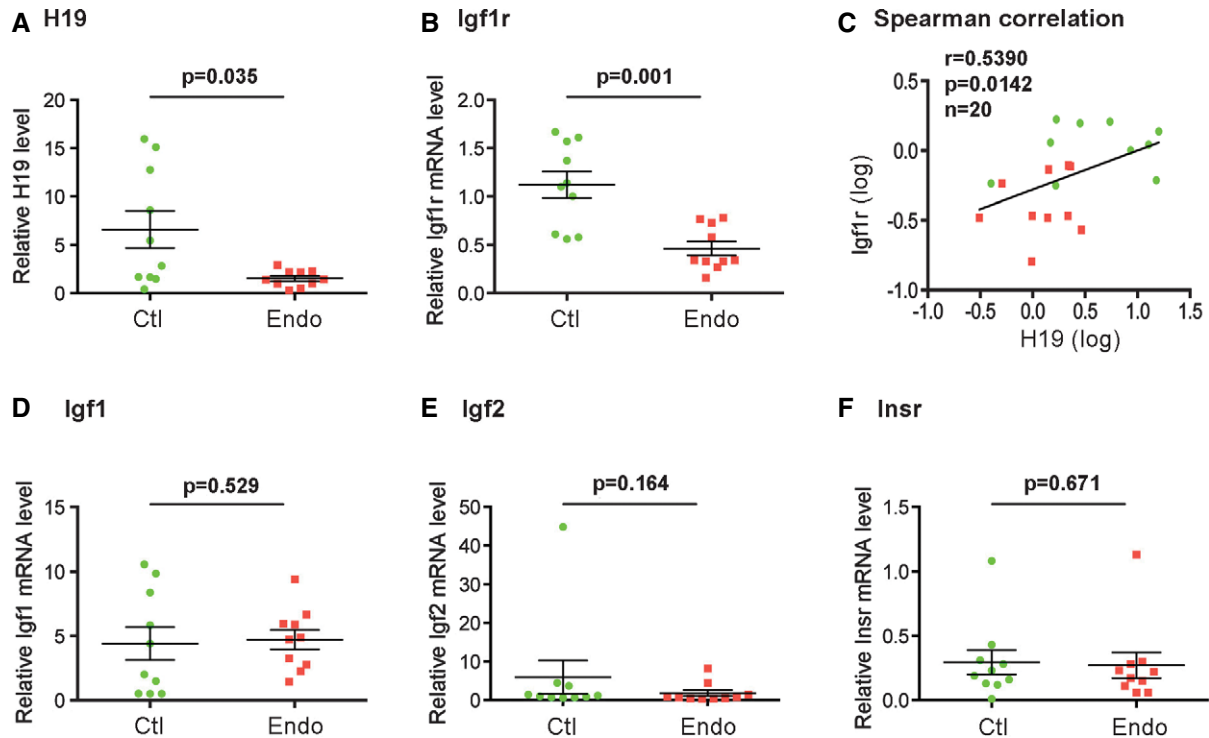 A H19
p=0.035
Relative H19 level
20
15
10
5
0
Ctl Endo
B Igf1r
p=0.001
Relative Igf1r mRNA level
2.0
1.5
1.0
0.5
0.0
Ctl Endo
C Spearman correlation
r=0.5390
p=0.0142
n=20
Igf1r (log)
0.5
0.0
-0.5
-1.0
-1.0 -0.5 0.0 0.5 1.0 1.5
H19 (log)
D Igf1
p=0.529
Relative Igf1 mRNA level
15
10
5
0
Ctl Endo
E Igf2
p=0.164
Relative Igf2 mRNA level
50
40
30
20
10
0
Ctl Endo
F Insr
p=0.671
Relative Insr mRNA level
1.5
1.0
0.5
0.0
Ctl Endo